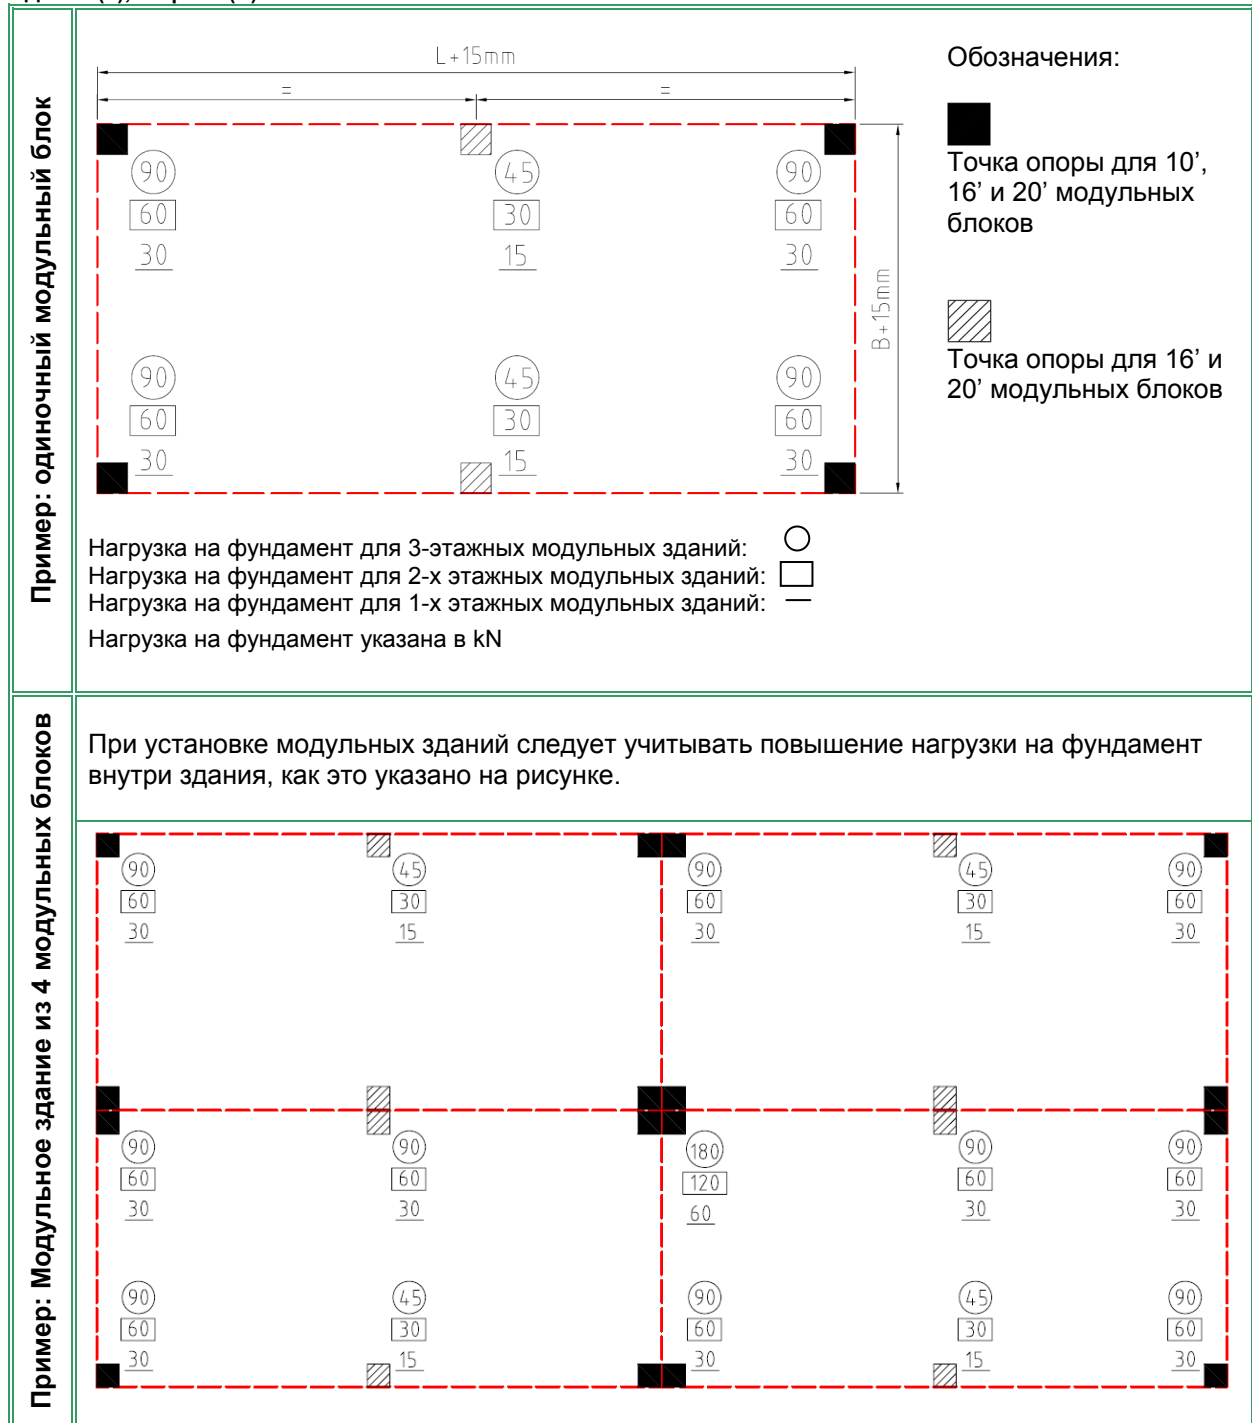 Пример: одиночный модульный блок
L+15mm
= =
90 45 90
60 30 60
30 15 30
B+15mm
90 45 90
60 30 60
30 15 30
Обозначения:
Точка опоры для 10’,
16’ и 20’ модульных
блоков
Точка опоры для 16’ и
20’ модульных блоков
Нагрузка на фундамент для 3-этажных модульных зданий:
Нагрузка на фундамент для 2-х этажных модульных зданий:
Нагрузка на фундамент для 1-х этажных модульных зданий:
Нагрузка на фундамент указана в kN
Пример: Модульное здание из 4 модульных блоков
При установке модульных зданий следует учитывать повышение нагрузки на фундамент
внутри здания, как это указано на рисунке.
90 45 90 45 90
60 30 60 30 60
30 15 30 15 30
90 90 180 90 90
60 60 120 60 60
30 30 60 30 30
90 45 90 45 90
60 30 60 30 60
30 15 30 15 30